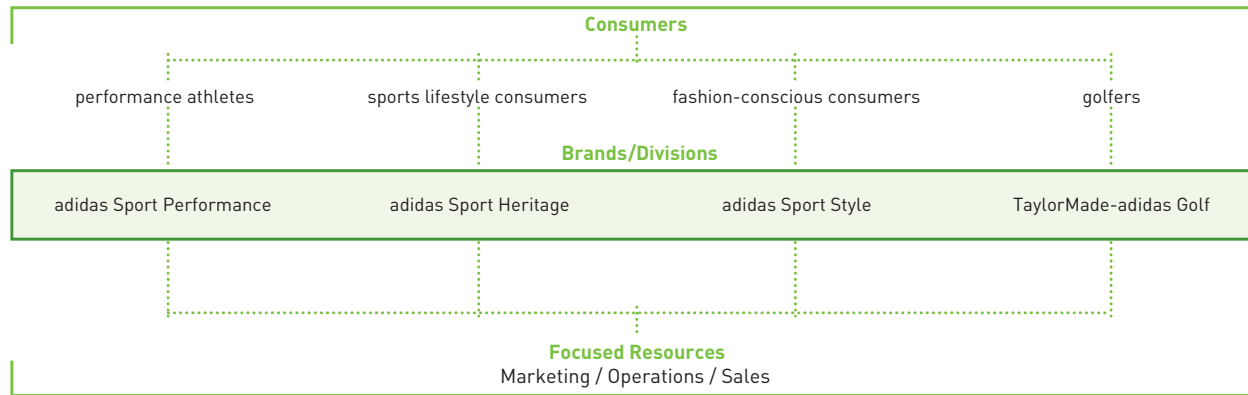 Consumers
performance athletes sports lifestyle consumers fashion-conscious consumers golfers
Brands/Divisions
adidas Sport Performance adidas Sport Heritage adidas Sport Style TaylorMade-adidas Golf
Focused Resources
Marketing / Operations / Sales